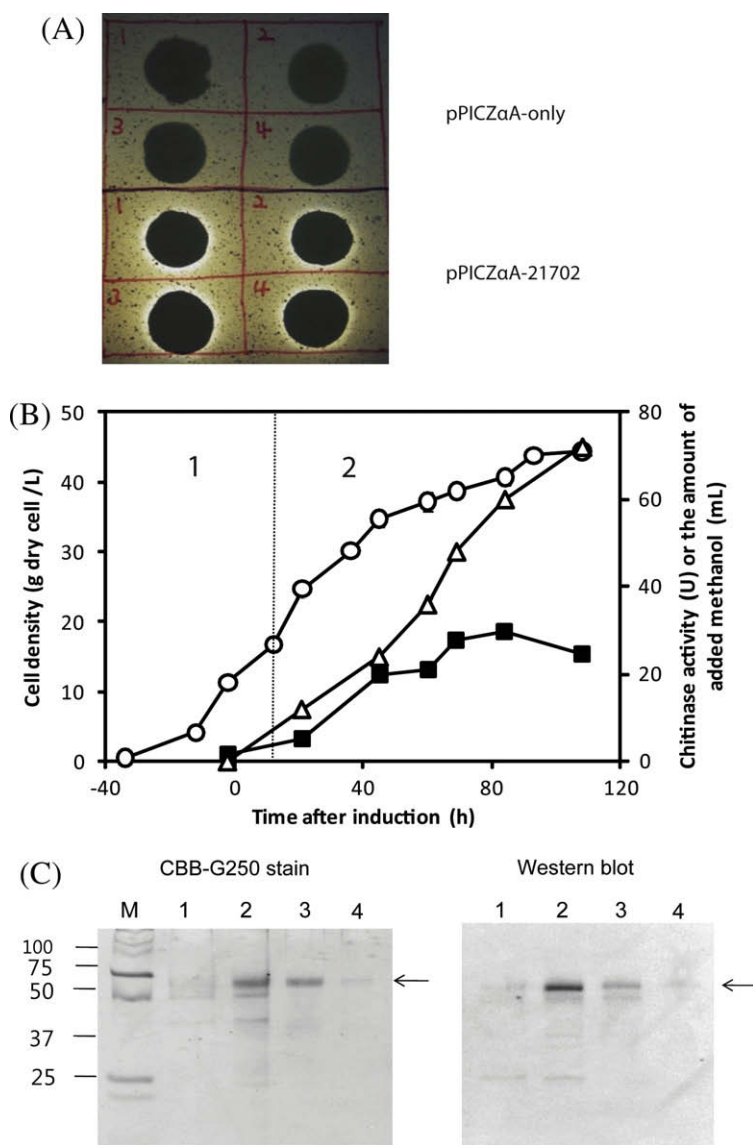 (A)
1 2
3 4
1 2
3 4
pPICZαA-only
pPICZαA-21702
(B)
Cell density (g dry cell /L)
50
40
30
20
10
0
1 2
80
60
40
20
0
Chitinase activity (U) or the amount of
added methanol (mL)
-40 0 40 80 120
Time after induction (h)
(C)
CBB-G250 stain
M 1 2 3 4
100
75
50
37
25
Western blot
1 2 3 4